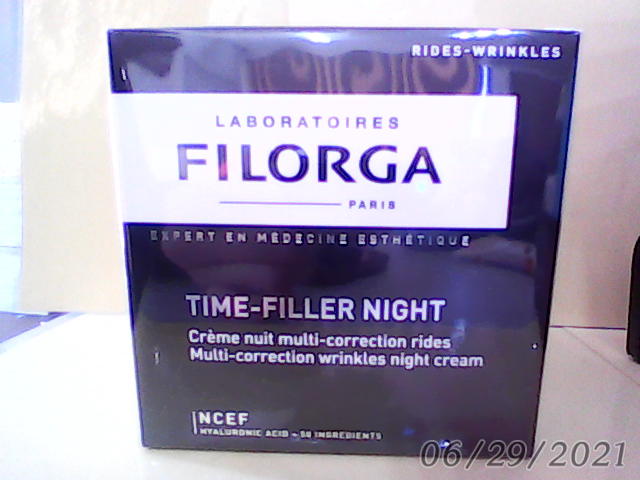 RIDES-WRINKLES
LABORATOIRES
FILORGA
PARIS
EXPERT EN MÉDECINE ESTHÉTIQUE
TIME-FILLER NIGHT
Crème nuit multi-correction rides
Multi-correction wrinkles night cream
NCEF
HYALURONIC ACID - 50 INGREDIENTS
06/29/2021